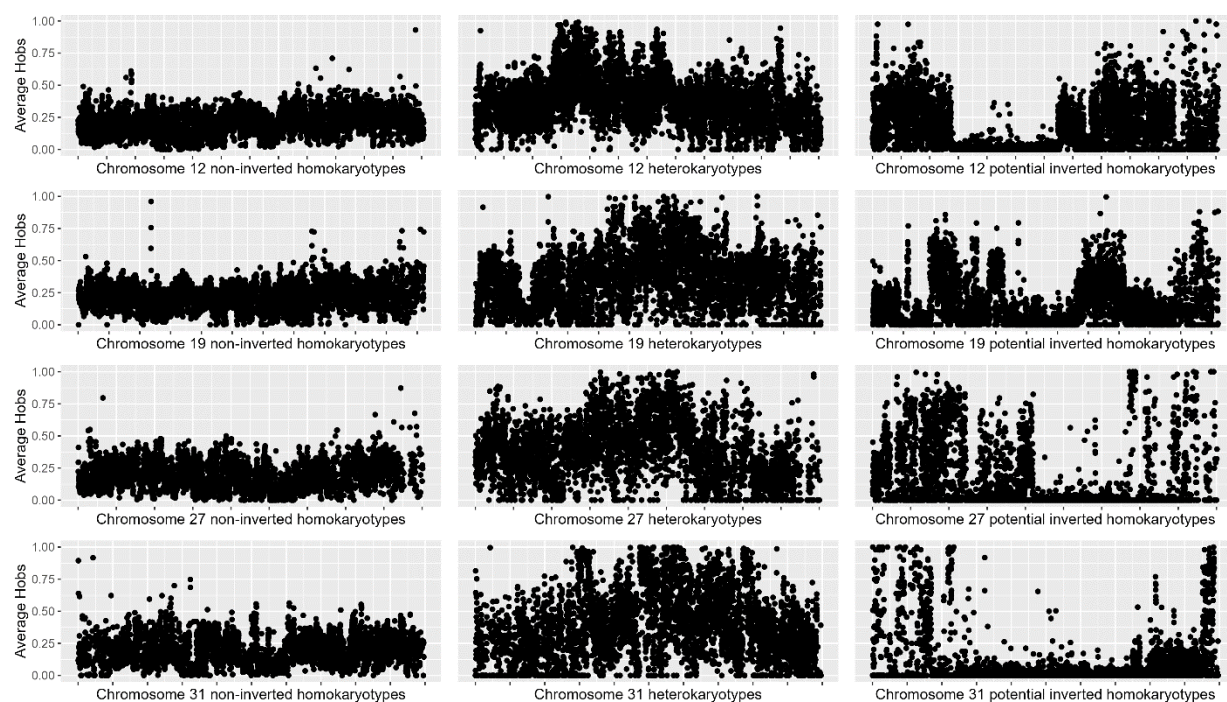 Average Hobs
1.00
0.75
0.50
0.25
0.00
Chromosome 12 non-inverted homokaryotypes
Chromosome 12 heterokaryotypes
Chromosome 12 potential inverted homokaryotypes
Average Hobs
1.00
0.75
0.50
0.25
0.00
Chromosome 19 non-inverted homokaryotypes
Chromosome 19 heterokaryotypes
Chromosome 19 potential inverted homokaryotypes
Average Hobs
1.00
0.75
0.50
0.25
0.00
Chromosome 27 non-inverted homokaryotypes
Chromosome 27 heterokaryotypes
Chromosome 27 potential inverted homokaryotypes
Average Hobs
1.00
0.75
0.50
0.25
0.00
Chromosome 31 non-inverted homokaryotypes
Chromosome 31 heterokaryotypes
Chromosome 31 potential inverted homokaryotypes